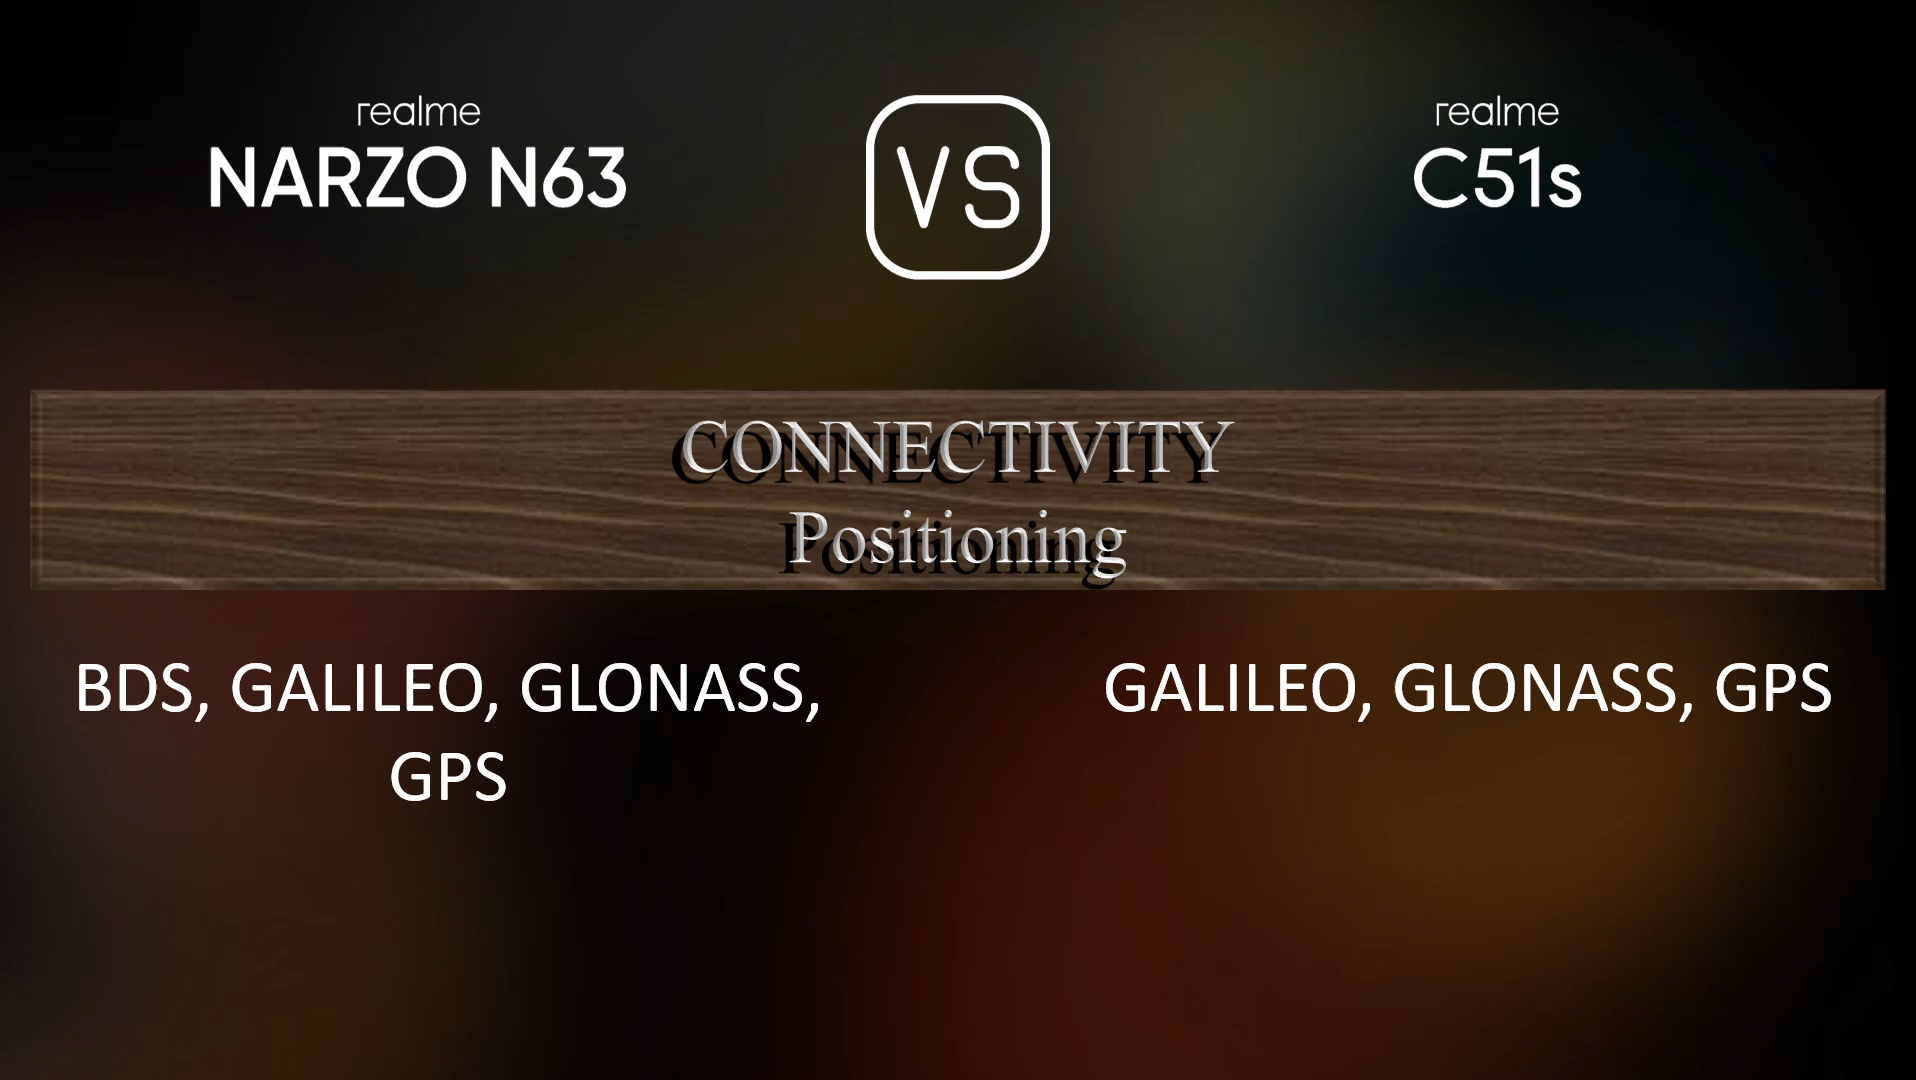 realme
NARZO N63
VS
realme
C51s
CONNECTIVITY
Positioning
BDS, GALILEO, GLONASS,
GPS
GALILEO, GLONASS, GPS